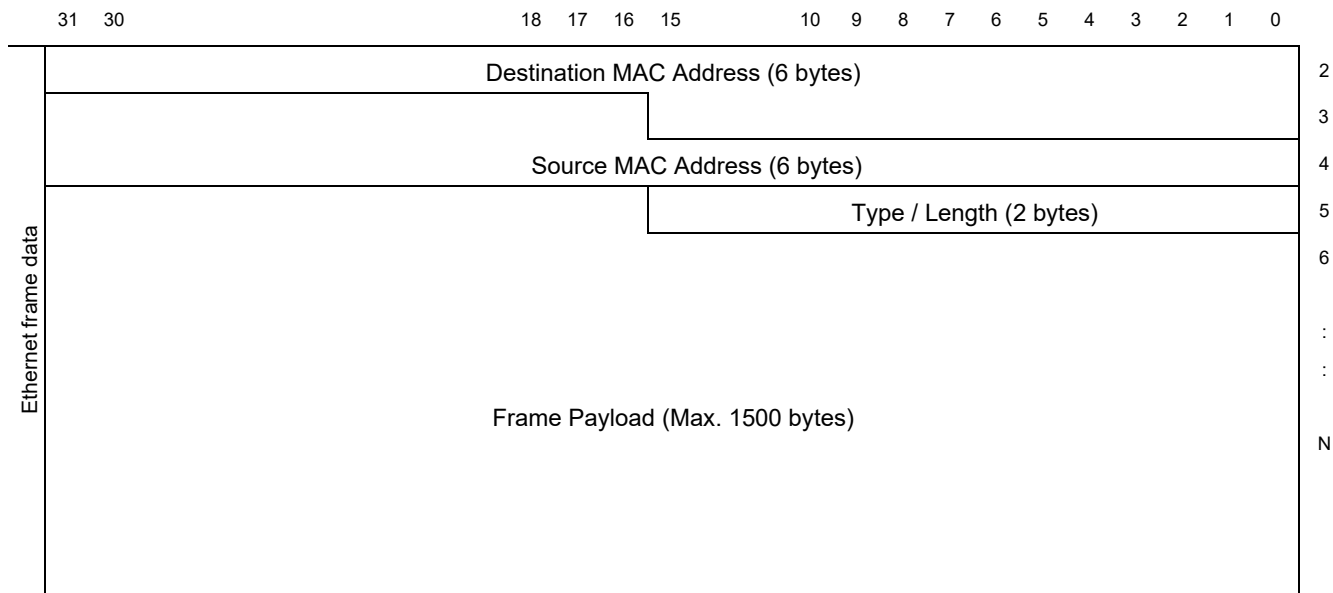 31 30 18 17 16 15 10 9 8 7 6 5 4 3 2 1 0
Destination MAC Address (6 bytes) 2
3
Source MAC Address (6 bytes) 4
Type / Length (2 bytes) 5
6
Ethernet frame data
:
:
Frame Payload (Max. 1500 bytes)
N